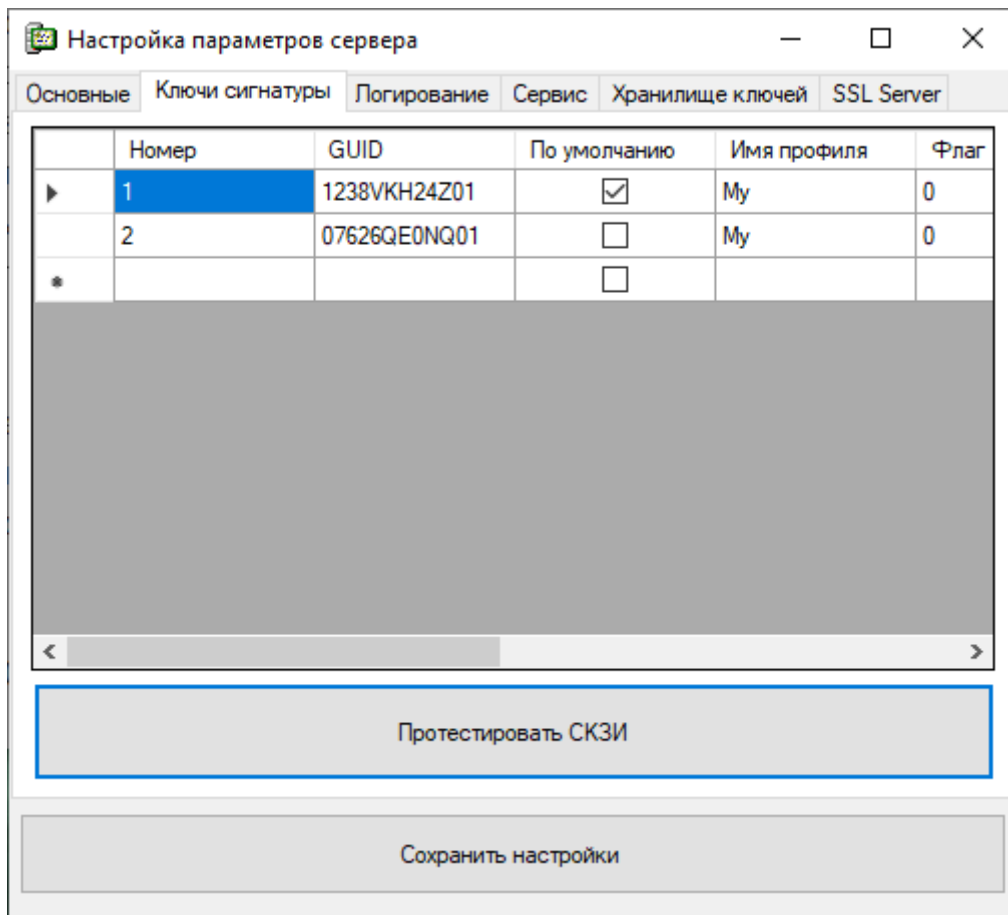 Настройка параметров сервера
Основные Ключи сигнатуры Логирование Сервис Хранилище ключей SSL Server
Номер GUID По умолчанию Имя профиля Флаг
1 1238VKH24Z01 My 0
2 07626QE0NQ01 My 0
Протестировать СКЗИ
Сохранить настройки